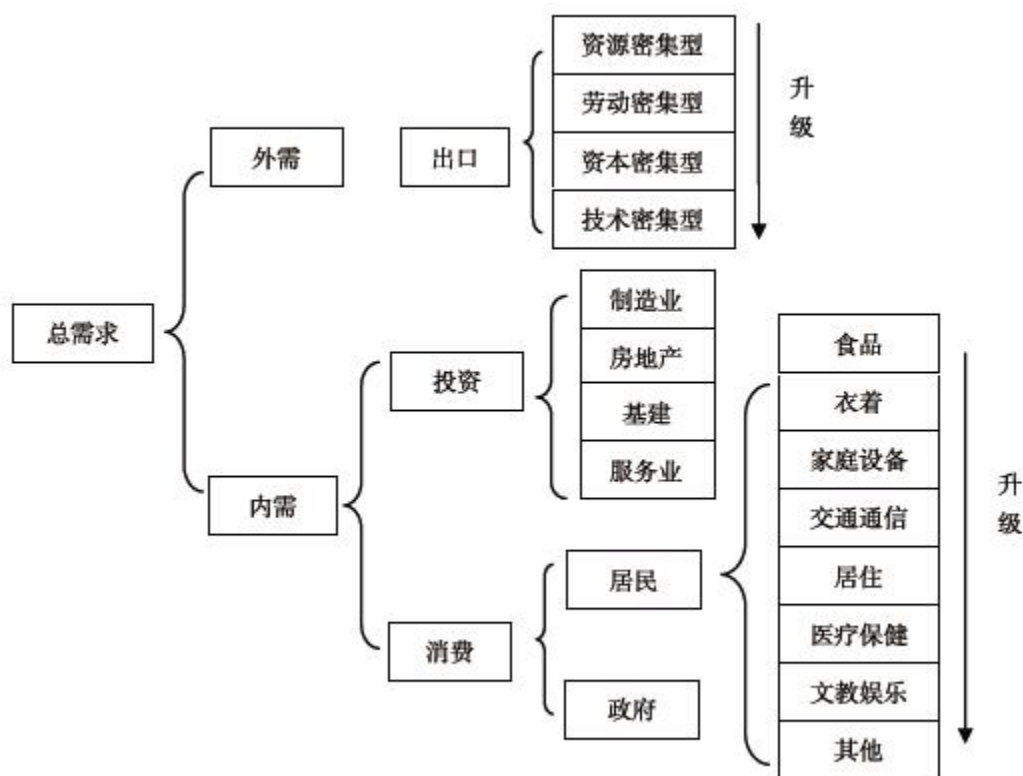 总需求
外需
出口
资源密集型
劳动密集型
资本密集型
技术密集型
升
级
内需
投资
制造业
房地产
基建
服务业
消费
居民
政府
食品
衣着
家庭设备
交通通信
居住
医疗保健
文教娱乐
其他
升
级